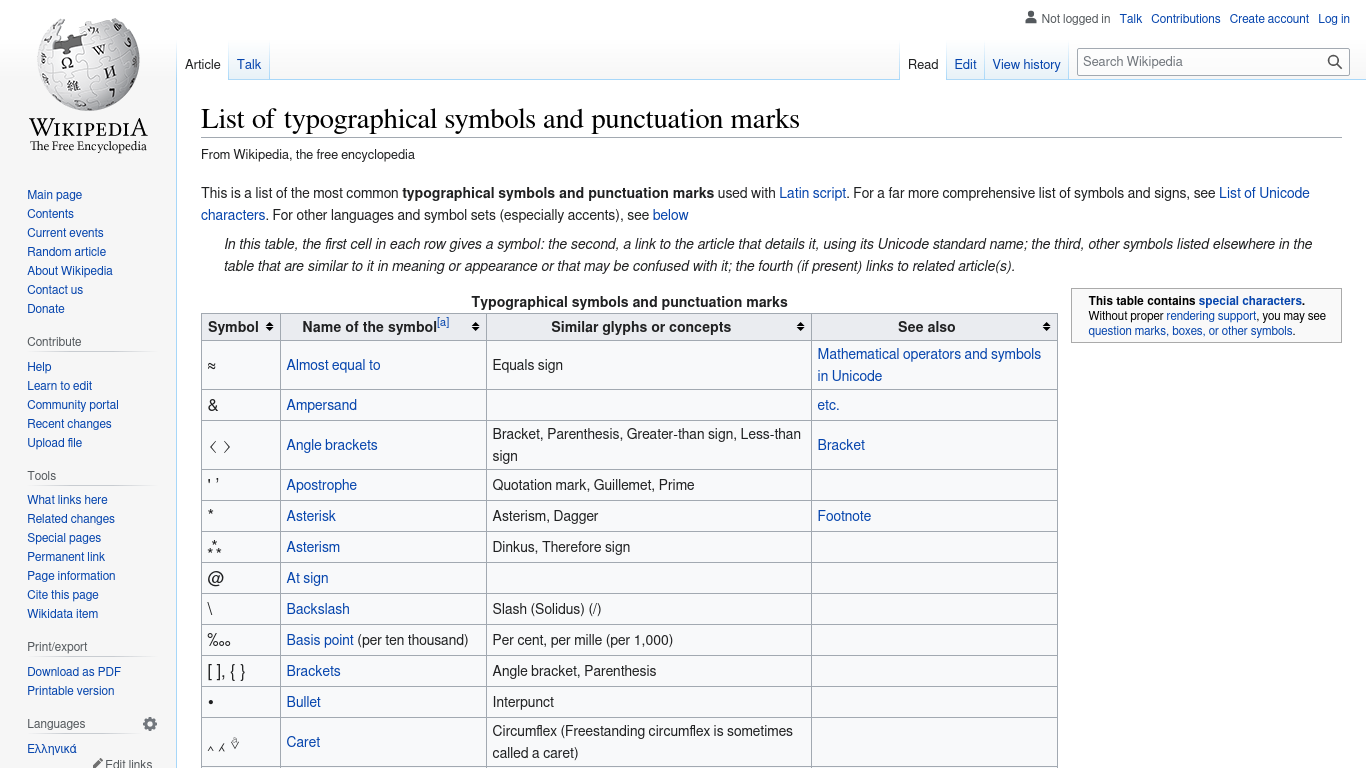 Not logged in Talk Contributions Create account Log in
Article Talk Read Edit View history Search Wikipedia
WIKIPEDIA
The Free Encyclopedia
Main page
Contents
Current events
Random article
About Wikipedia
Contact us
Donate
Contribute
Help
Learn to edit
Community portal
Recent changes
Upload file
Tools
What links here
Related changes
Special pages
Permanent link
Page information
Cite this page
Wikidata item
Print/export
Download as PDF
Printable version
Languages
Ελληνικά
Edit links
List of typographical symbols and punctuation marks
From Wikipedia, the free encyclopedia
This is a list of the most common typographical symbols and punctuation marks used with Latin script. For a far more comprehensive list of symbols and signs, see List of Unicode
characters. For other languages and symbol sets (especially accents), see below
In this table, the first cell in each row gives a symbol: the second, a link to the article that details it, using its Unicode standard name; the third, other symbols listed elsewhere in the
table that are similar to it in meaning or appearance or that may be confused with it; the fourth (if present) links to related article(s).
This table contains special characters.
Without proper rendering support, you may see
question marks, boxes, or other symbols.
Typographical symbols and punctuation marks
Symbol Name of the symbol[a] Similar glyphs or concepts See also
≈ Almost equal to Equals sign Mathematical operators and symbols
in Unicode
& Ampersand etc.
〈 〉 Angle brackets Bracket, Parenthesis, Greater-than sign, Less-than
sign Bracket
' ’ Apostrophe Quotation mark, Guillemet, Prime
* Asterisk Asterism, Dagger Footnote
⁂ Asterism Dinkus, Therefore sign
@ At sign
\ Backslash Slash (Solidus) (/)
‱ Basis point (per ten thousand) Per cent, per mille (per 1,000)
[ ], { } Brackets Angle bracket, Parenthesis
• Bullet Interpunct
‸ ⁁ ⎀ Caret Circumflex (Freestanding circumflex is sometimes
called a caret)